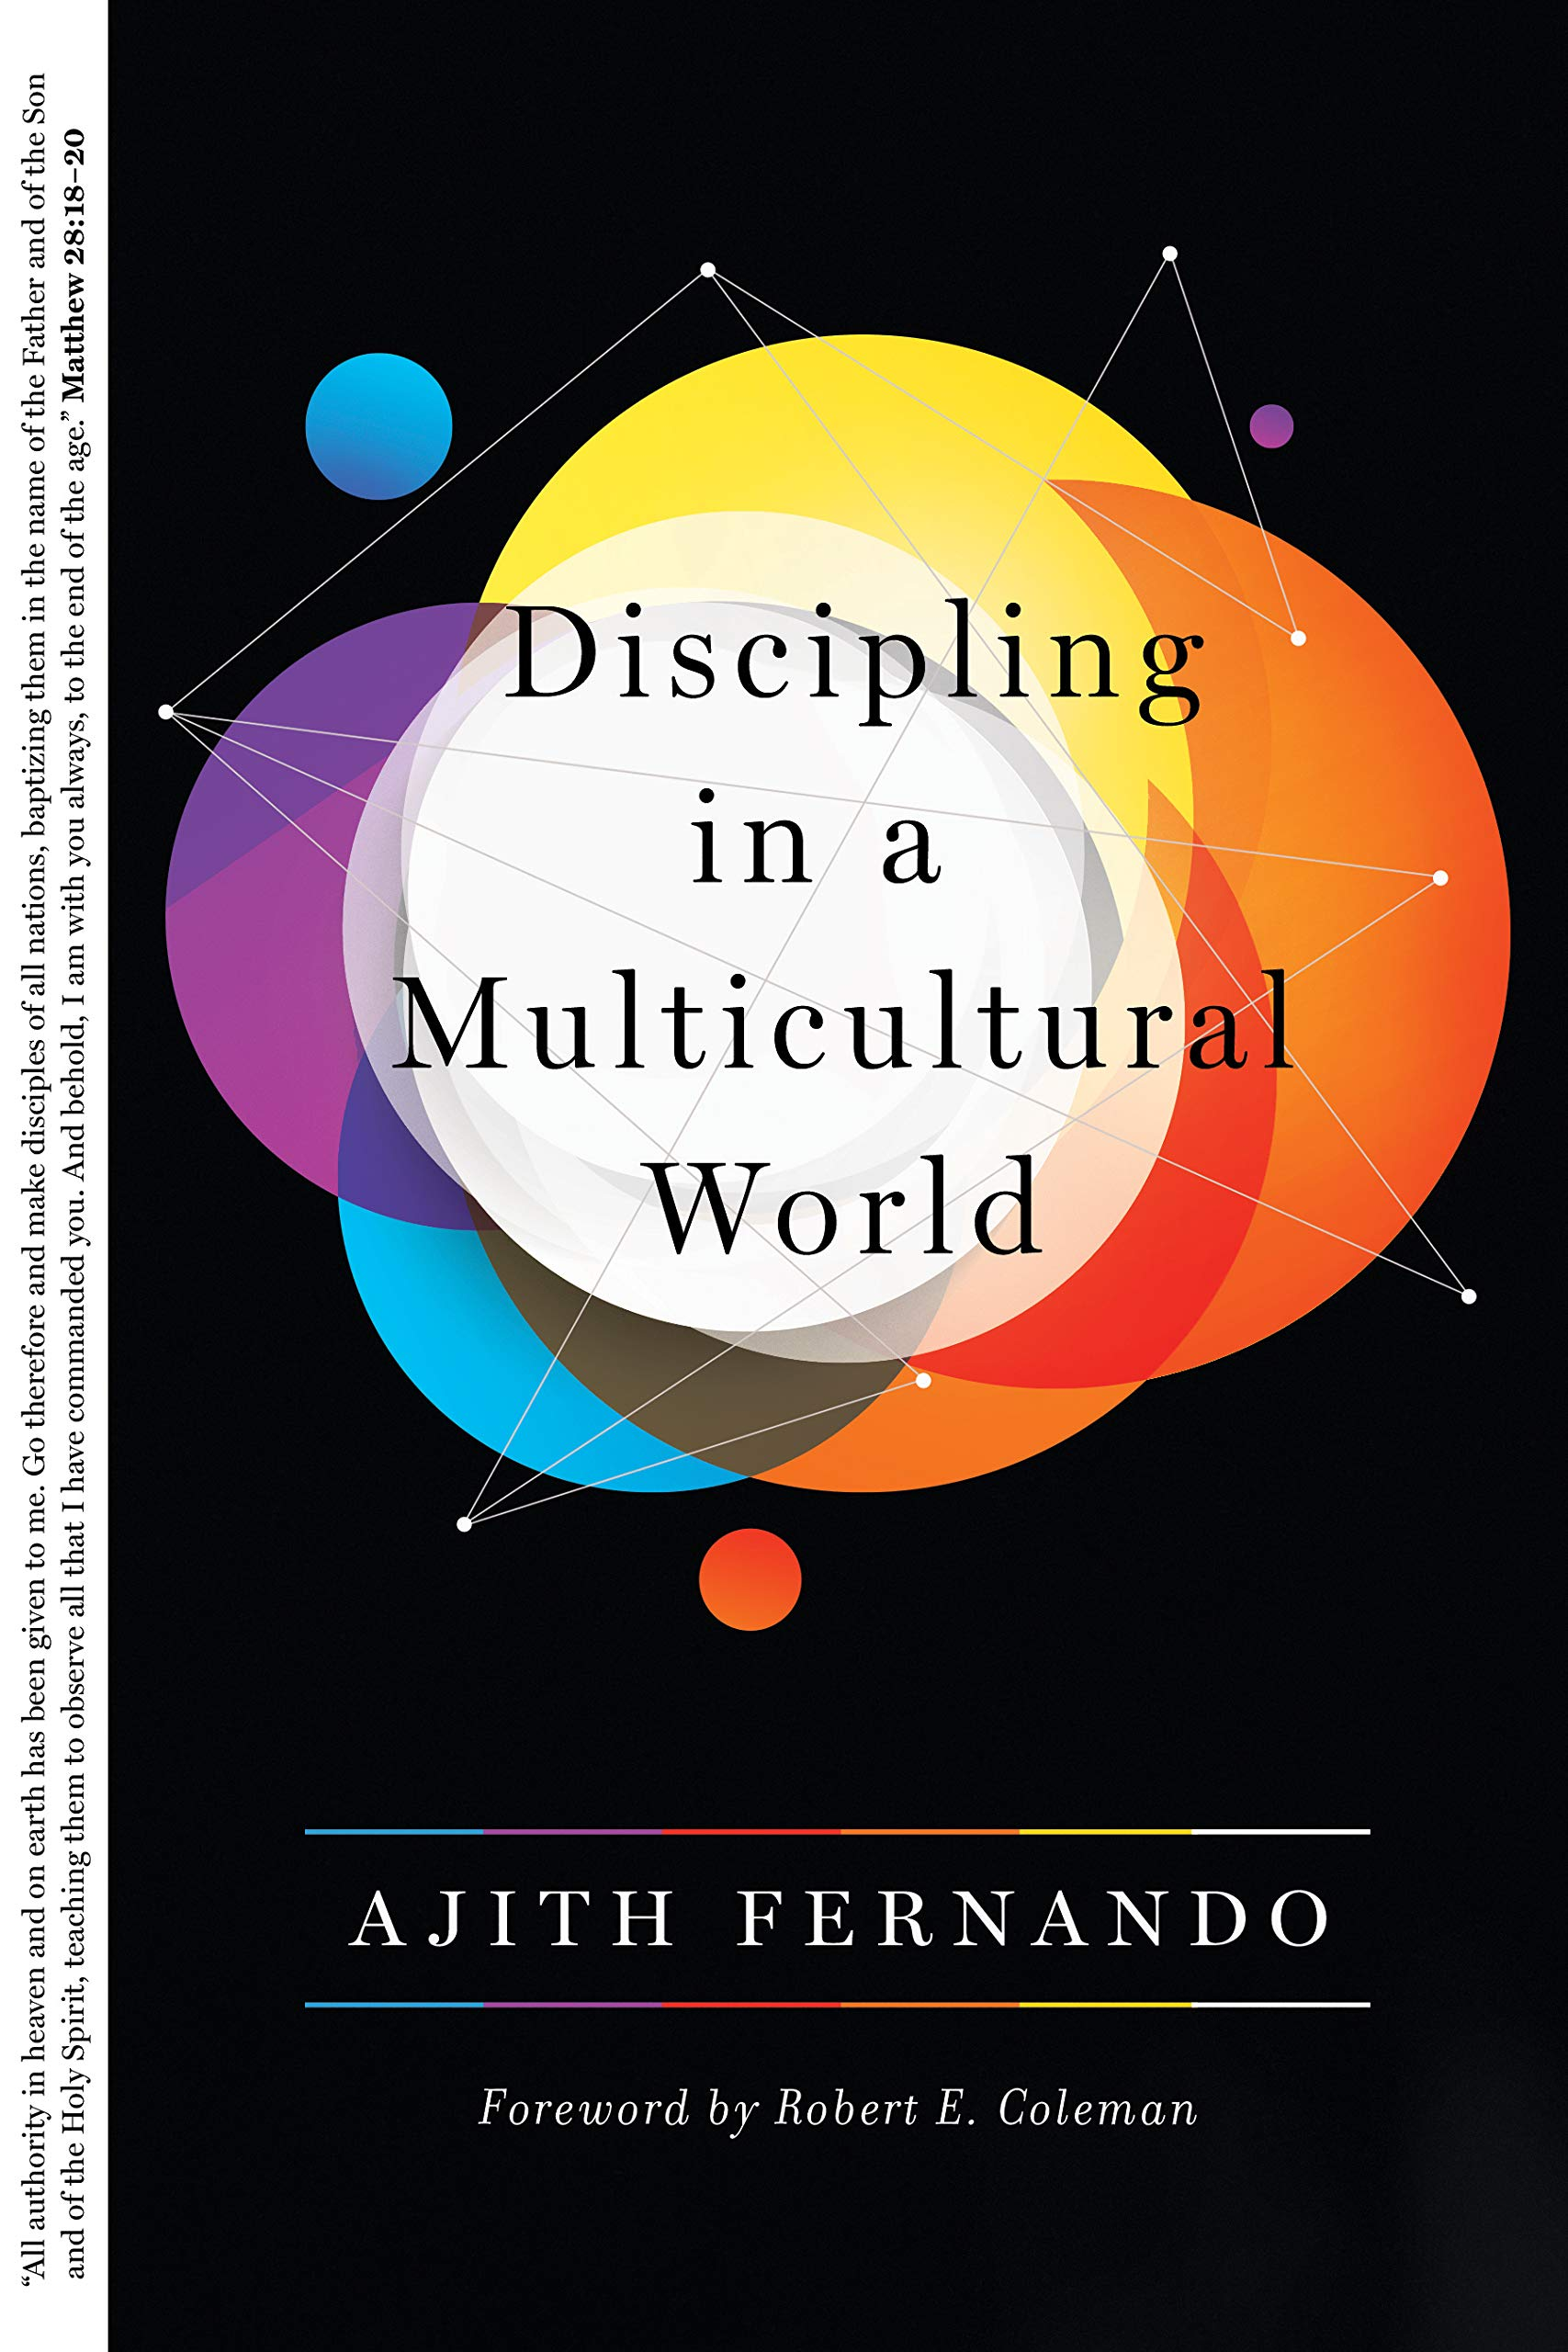 “All authority in heaven and on earth has been given to me. Go therefore and make disciples of all nations, baptizing them in the name of the Father and of the Son
and of the Holy Spirit, teaching them to observe all that I have commanded you. And behold, I am with you always, to the end of the age.” Matthew 28:18–20
Discipling
in a
Multicultural
World
AJITH FERNANDO
Foreword by Robert E. Coleman